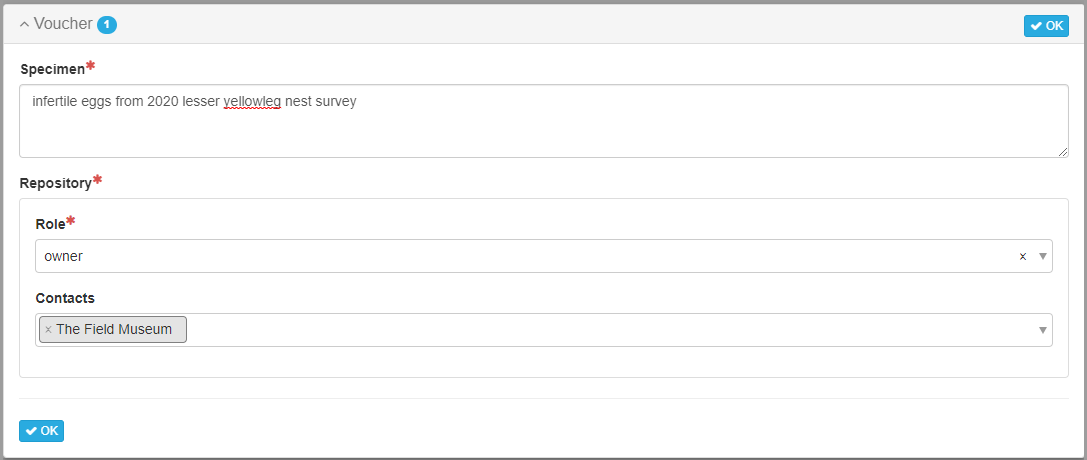 Voucher 1
✔ OK
Specimen*
infertile eggs from 2020 lesser yellowleg nest survey
Repository*
Role*
owner
Contacts
× The Field Museum
✔ OK